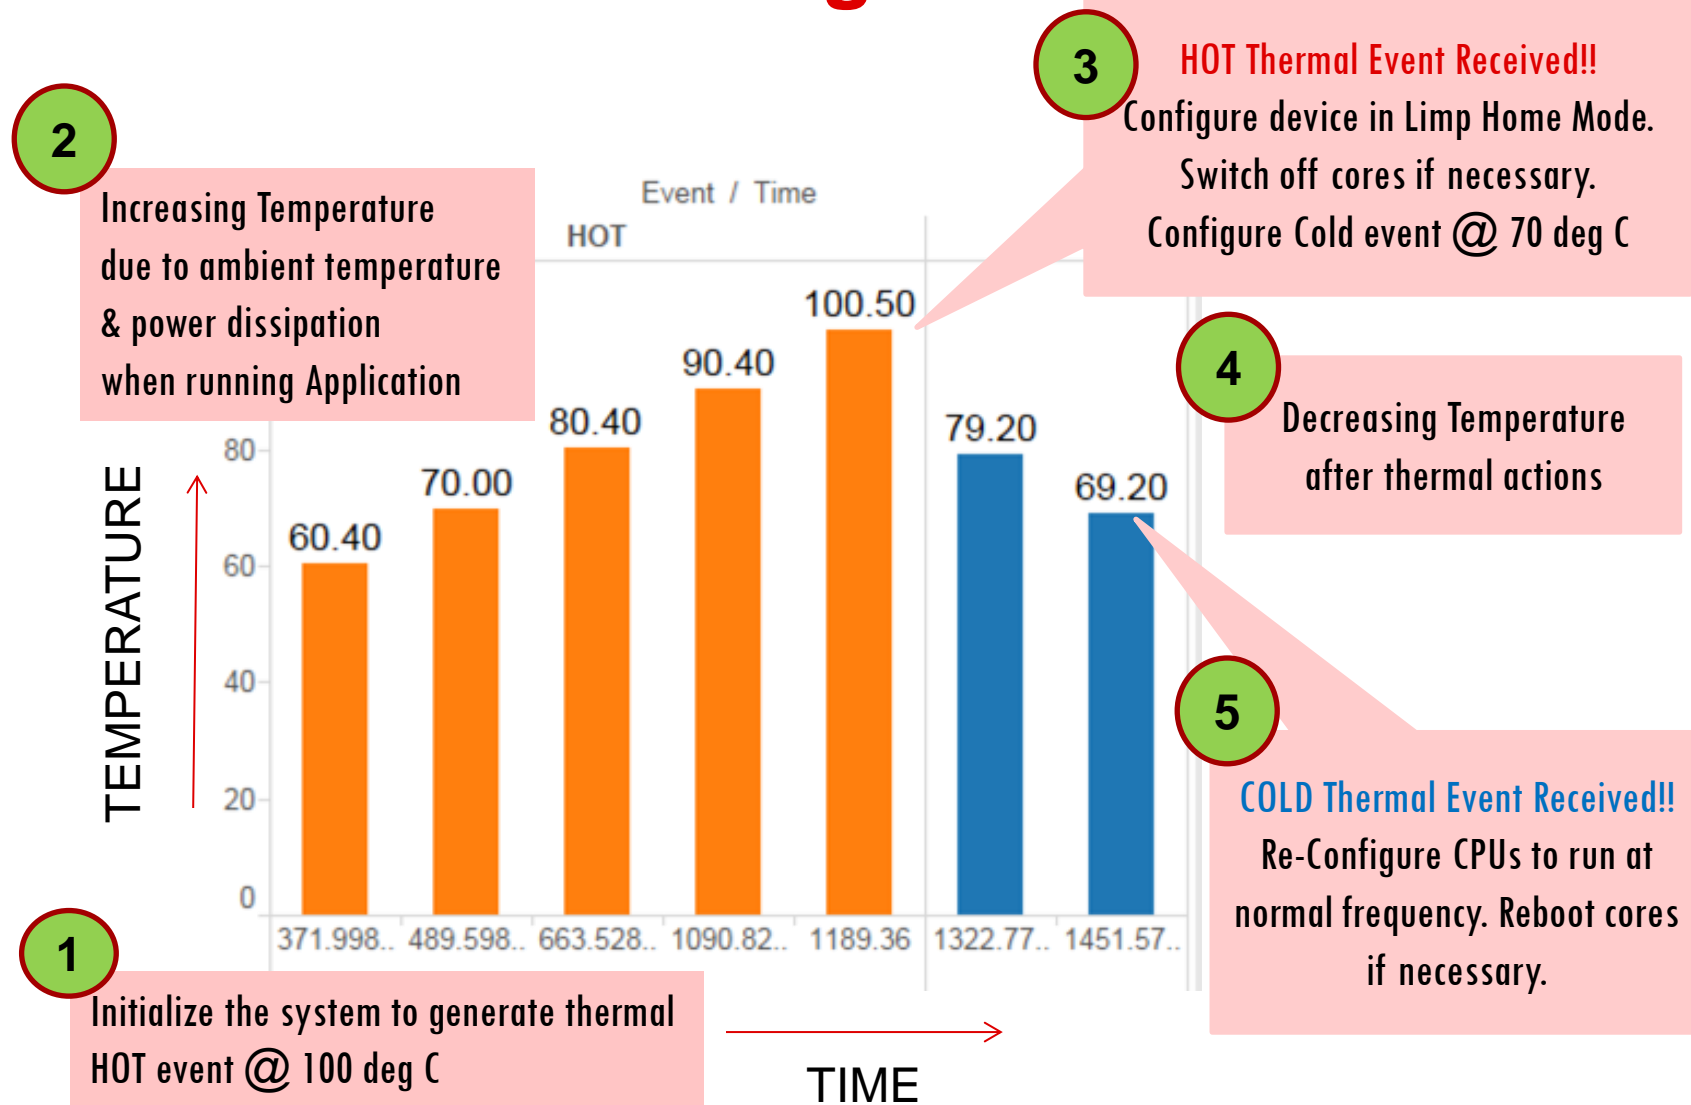 3
HOT Thermal Event Received!!
Configure device in Limp Home Mode.
Switch off cores if necessary.
Configure Cold event @ 70 deg C
2
Increasing Temperature
due to ambient temperature
& power dissipation
when running Application
Event / Time
HOT
100.50
90.40
80.40
70.00
60.40
79.20
69.20
4
Decreasing Temperature
after thermal actions
TEMPERATURE
80
60
40
20
0
371.998.. 489.598.. 663.528.. 1090.82.. 1189.36 1322.77.. 1451.57..
5
COLD Thermal Event Received!!
Re-Configure CPUs to run at
normal frequency. Reboot cores
if necessary.
1
Initialize the system to generate thermal
HOT event @ 100 deg C
TIME